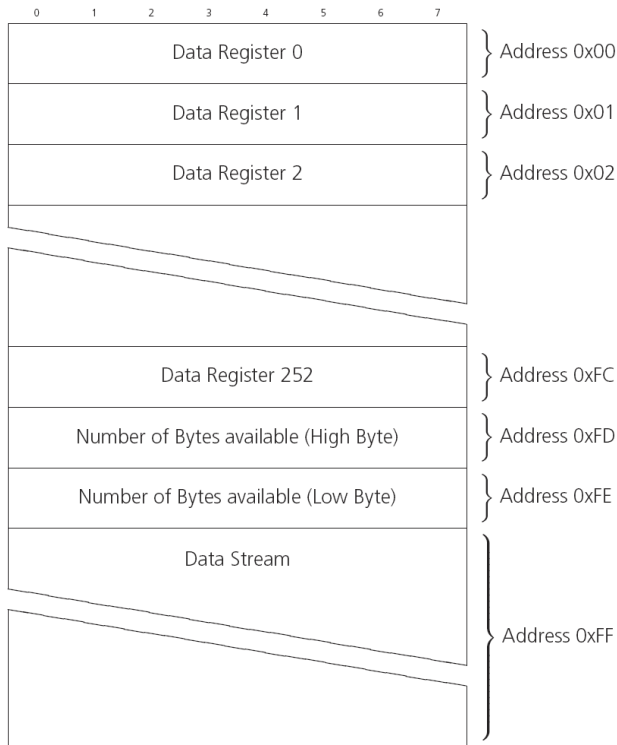 0 1 2 3 4 5 6 7
Data Register 0 Address 0x00
Data Register 1 Address 0x01
Data Register 2 Address 0x02
Data Register 252 Address 0xFC
Number of Bytes available (High Byte) Address 0xFD
Number of Bytes available (Low Byte) Address 0xFE
Data Stream
Address 0xFF